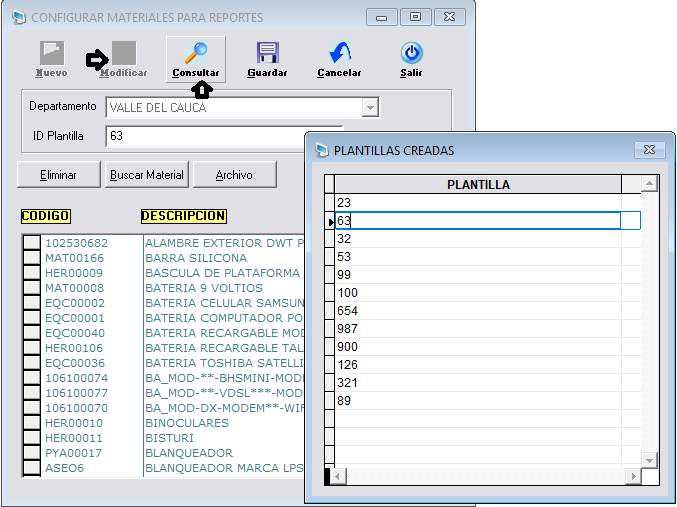 CONFIGURAR MATERIALES PARA REPORTES
Nuevo Modificar Consultar Guardar Cancelar Salir
Departamento VALLE DEL CAUCA
ID Plantilla 63
Eliminar Buscar Material Archivo
CODIGO DESCRIPCION
102530682 ALAMBRE EXTERIOR DWT
MAT00166 BARRA SILICONA
HER00009 BASCULA DE PLATAFORMA
MAT00008 BATERIA 9 VOLTIOS
EQC00002 BATERIA CELULAR SAMSUN
EQC00001 BATERIA COMPUTADOR PO
EQC00040 BATERIA RECARGABLE MOD
HER00106 BATERIA RECARGABLE TAL
EQC00036 BATERIA TOSHIBA SATELLI
106100074 BA_MOD-**-BHSMINI-MODE
106100077 BA_MOD-**-VDSL***-MOD
106100070 BA_MOD-DX-MODEM**-WIF
HER00010 BINOCULARES
HER00011 BISTURI
PYA00017 BLANQUEADOR
ASEO6 BLANQUEADOR MARCA LPS
PLANTILLAS CREADAS
PLANTILLA
23
63
32
53
99
100
654
987
900
126
321
89